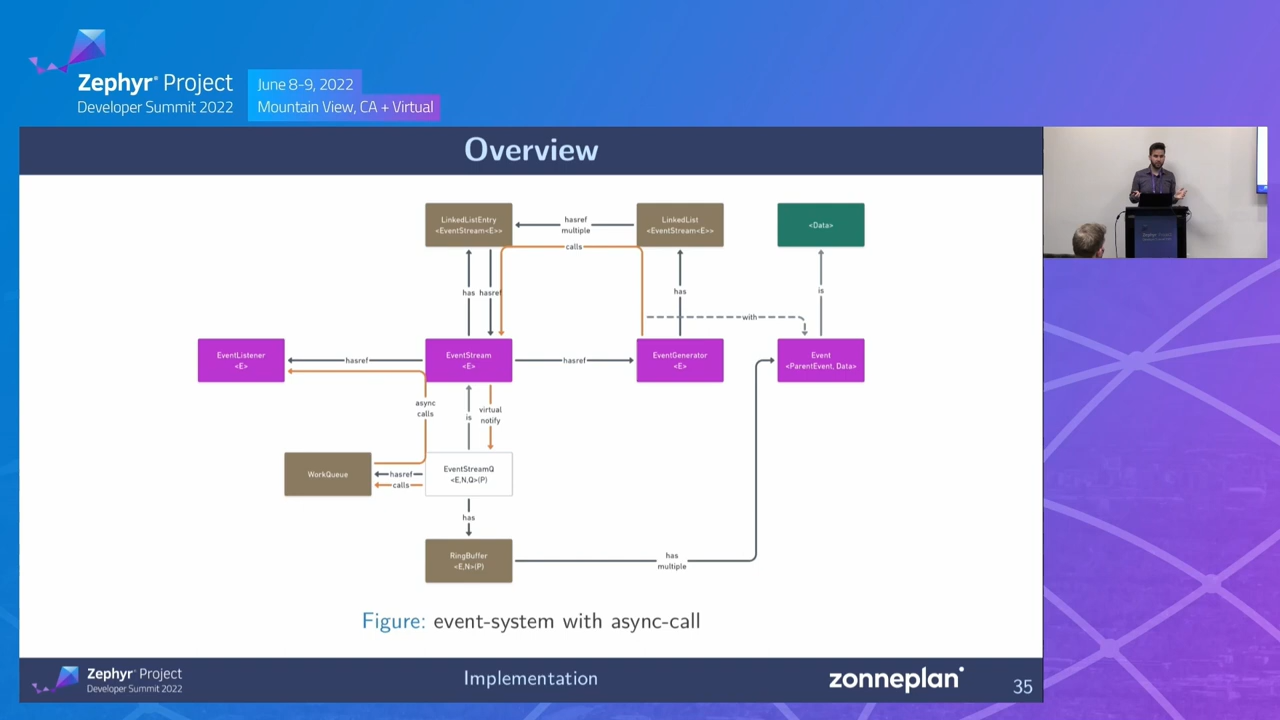 Zephyr® Project
Developer Summit 2022
June 8-9, 2022
Mountain View, CA + Virtual
Overview
LinkedListEntry
<EventStream<E>>
hasref
multiple
LinkedList
<EventStream<E>>
<Data>
calls
has
hasref
has
is
with
EventListener
<E>
hasref
EventStream
<E>
hasref
EventGenerator
<E>
Event
<ParentEvent, Data>
async
calls
is
virtual
notify
WorkQueue
hasref
calls
EventStreamQ
<E,N,Q>(P)
has
RingBuffer
<E,N>(P)
has
multiple
Figure: event-system with async-call
Zephyr® Project
Developer Summit 2022
Implementation
zonneplan
35